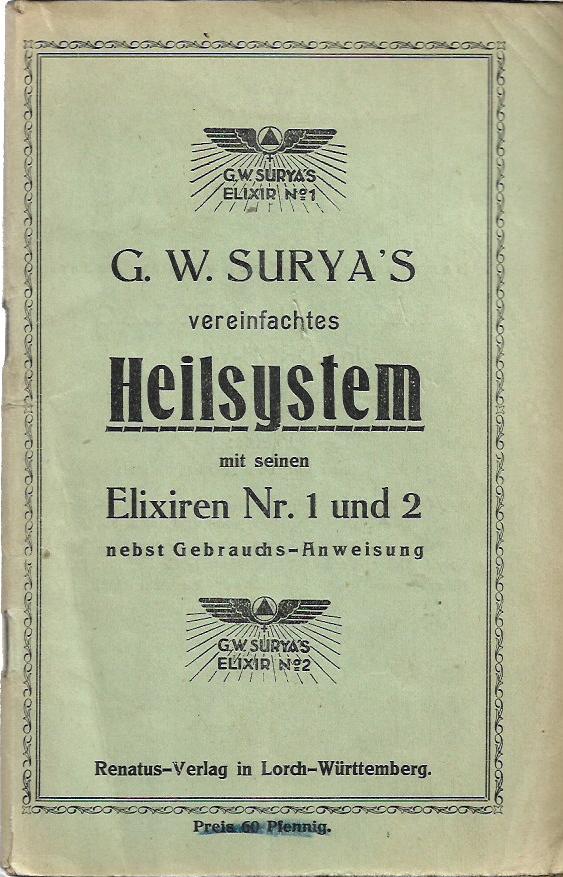 G.W. SURYA'S
ELIXIR Nº1
G. W. SURYA'S
vereinfachtes
Heilsystem
mit seinen
Elixiren Nr. 1 und 2
nebst Gebrauchs-Anweisung
G.W. SURYA'S
ELIXIR Nº2
Renatus-Verlag in Lorch-Württemberg.
Preis 60 Pfennig.